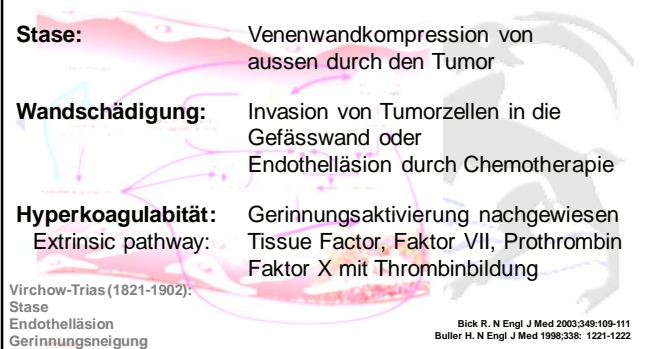 Stase: Venenwandkompression von
aussen durch den Tumor
Wandschädigung: Invasion von Tumorzellen in die
Gefässwand oder
Endothelläsion durch Chemotherapie
Hyperkoagulabität: Gerinnungsaktivierung nachgewiesen
Extrinsic pathway: Tissue Factor, Faktor VII, Prothrombin
Faktor X mit Thrombinbildung
Virchow-Trias (1821-1902):
Stase
Endothelläsion
Gerinnungsneigung
Bick R. N Engl J Med 2003;349:109-111
Buller H. N Engl J Med 1998;338: 1221-1222